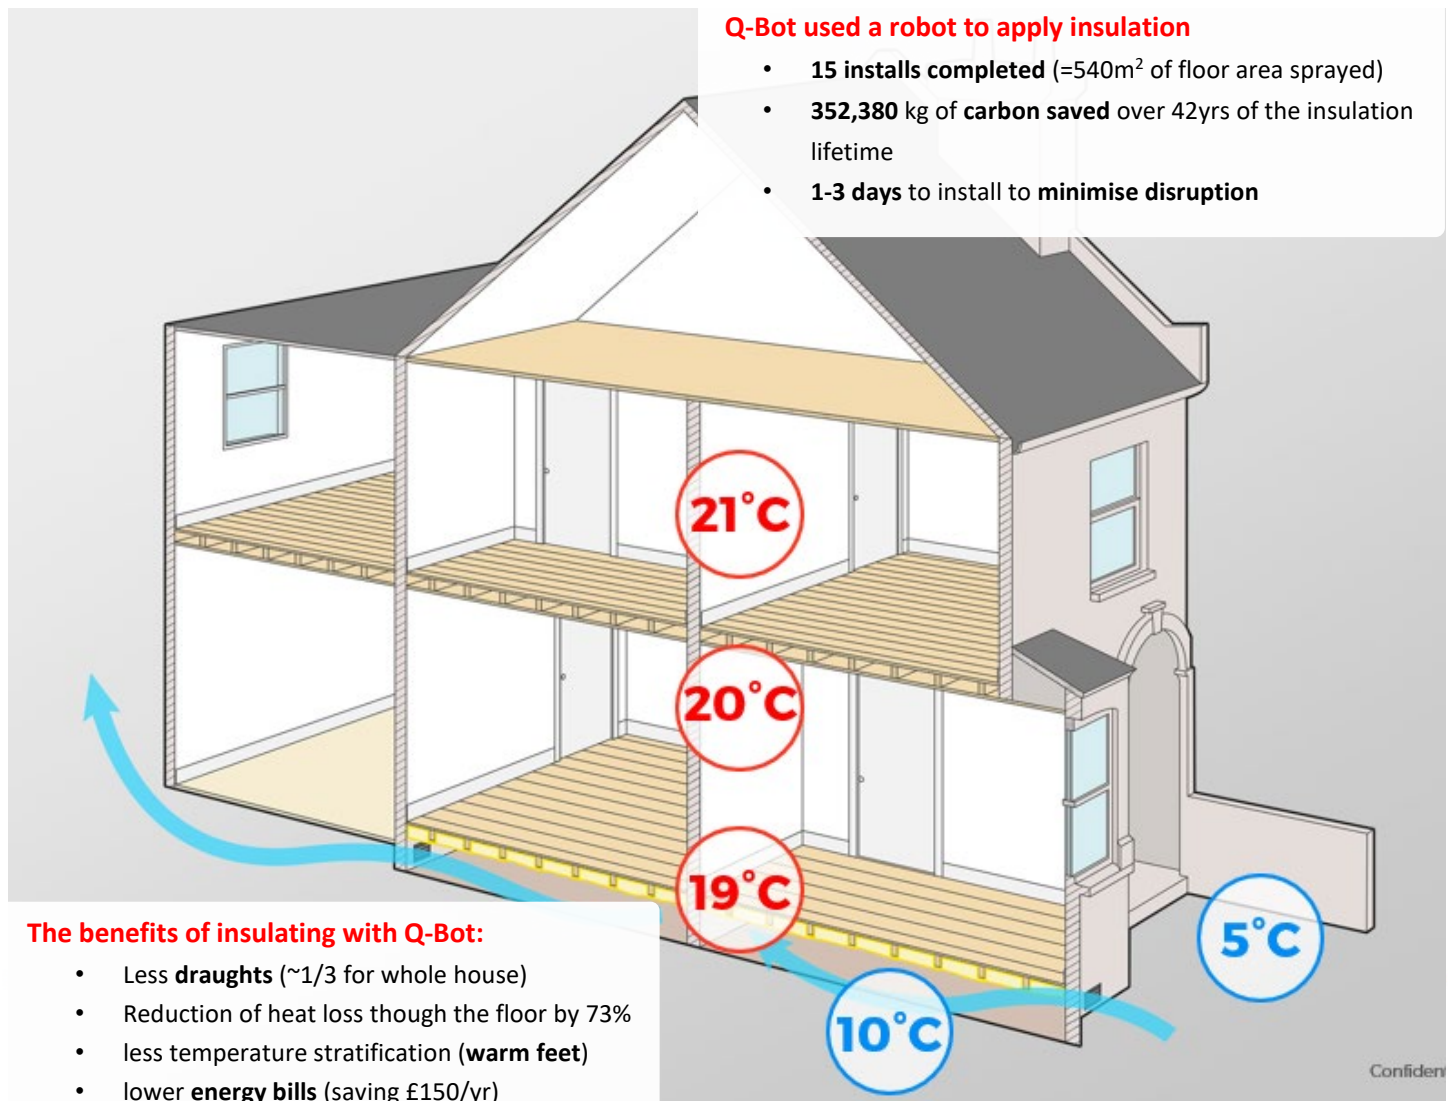 Q-Bot used a robot to apply insulation
• 15 installs completed (=540m² of floor area sprayed)
• 352,380 kg of carbon saved over 42yrs of the insulation
lifetime
• 1-3 days to install to minimise disruption
21°C
20°C
19°C
5°C
10°C
The benefits of insulating with Q-Bot:
• Less draughts (~1/3 for whole house)
• Reduction of heat loss though the floor by 73%
• less temperature stratification (warm feet)
• lower energy bills (saving £150/yr)
Confident